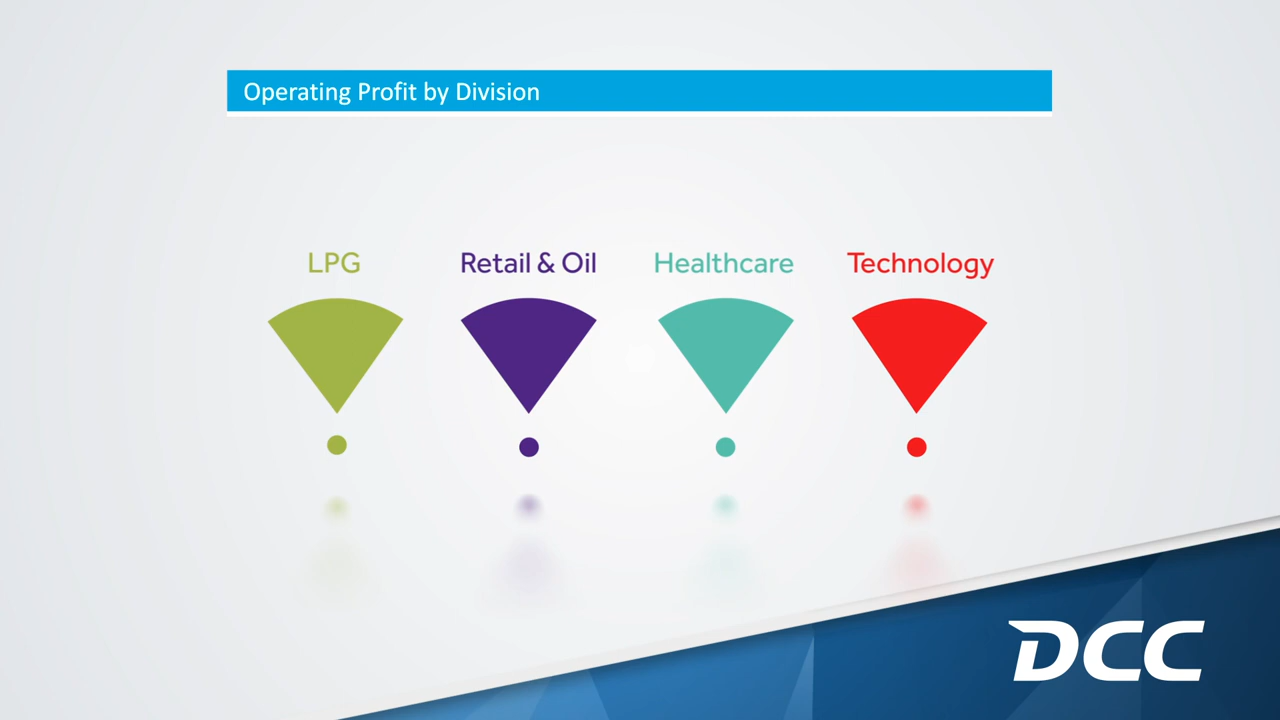 Operating Profit by Division
LPG
Retail & Oil
Healthcare
Technology
DCC